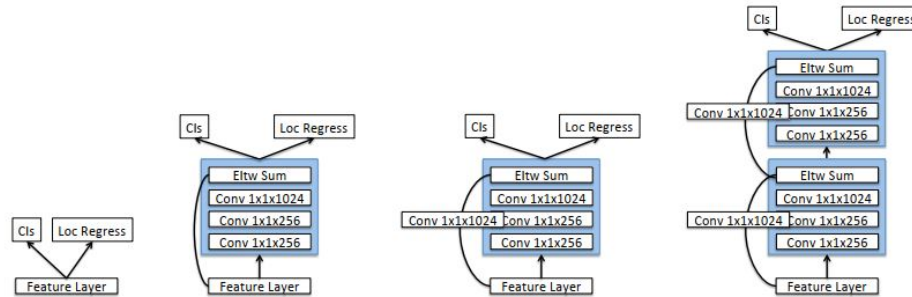 Cls
Loc Regress
Feature Layer
Cls
Loc Regress
Eltw Sum
Conv 1x1x1024
Conv 1x1x256
Conv 1x1x256
Feature Layer
Cls
Loc Regress
Eltw Sum
Conv 1x1x1024
Conv 1x1x1024
Conv 1x1x256
Conv 1x1x256
Feature Layer
Cls
Loc Regress
Eltw Sum
Conv 1x1x1024
Conv 1x1x1024
Conv 1x1x256
Conv 1x1x256
Eltw Sum
Conv 1x1x1024
Conv 1x1x1024
Conv 1x1x256
Conv 1x1x256
Feature Layer